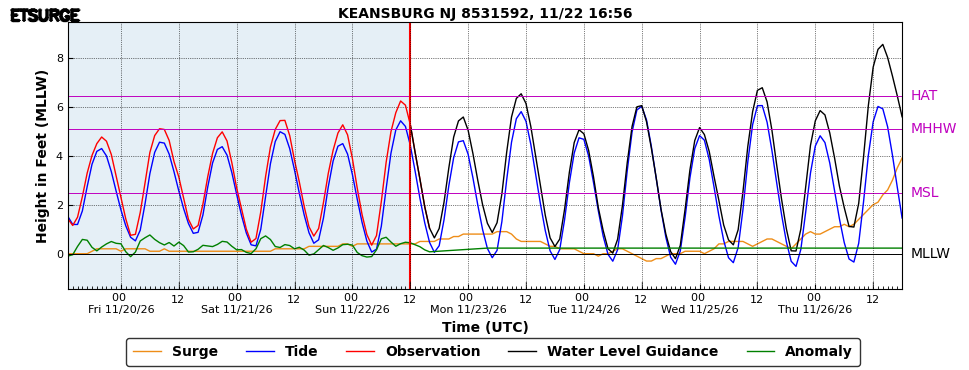 ETSURGE
KEANSBURG NJ 8531592, 11/22 16:56
Height in Feet (MLLW)
8
6
4
2
0
HAT
MHHW
MSL
MLLW
00 12 00 12 00 12 00 12 00 12 00 12 00 12
Fri 11/20/26 Sat 11/21/26 Sun 11/22/26 Mon 11/23/26 Tue 11/24/26 Wed 11/25/26 Thu 11/26/26
Time (UTC)
Surge Tide Observation Water Level Guidance Anomaly